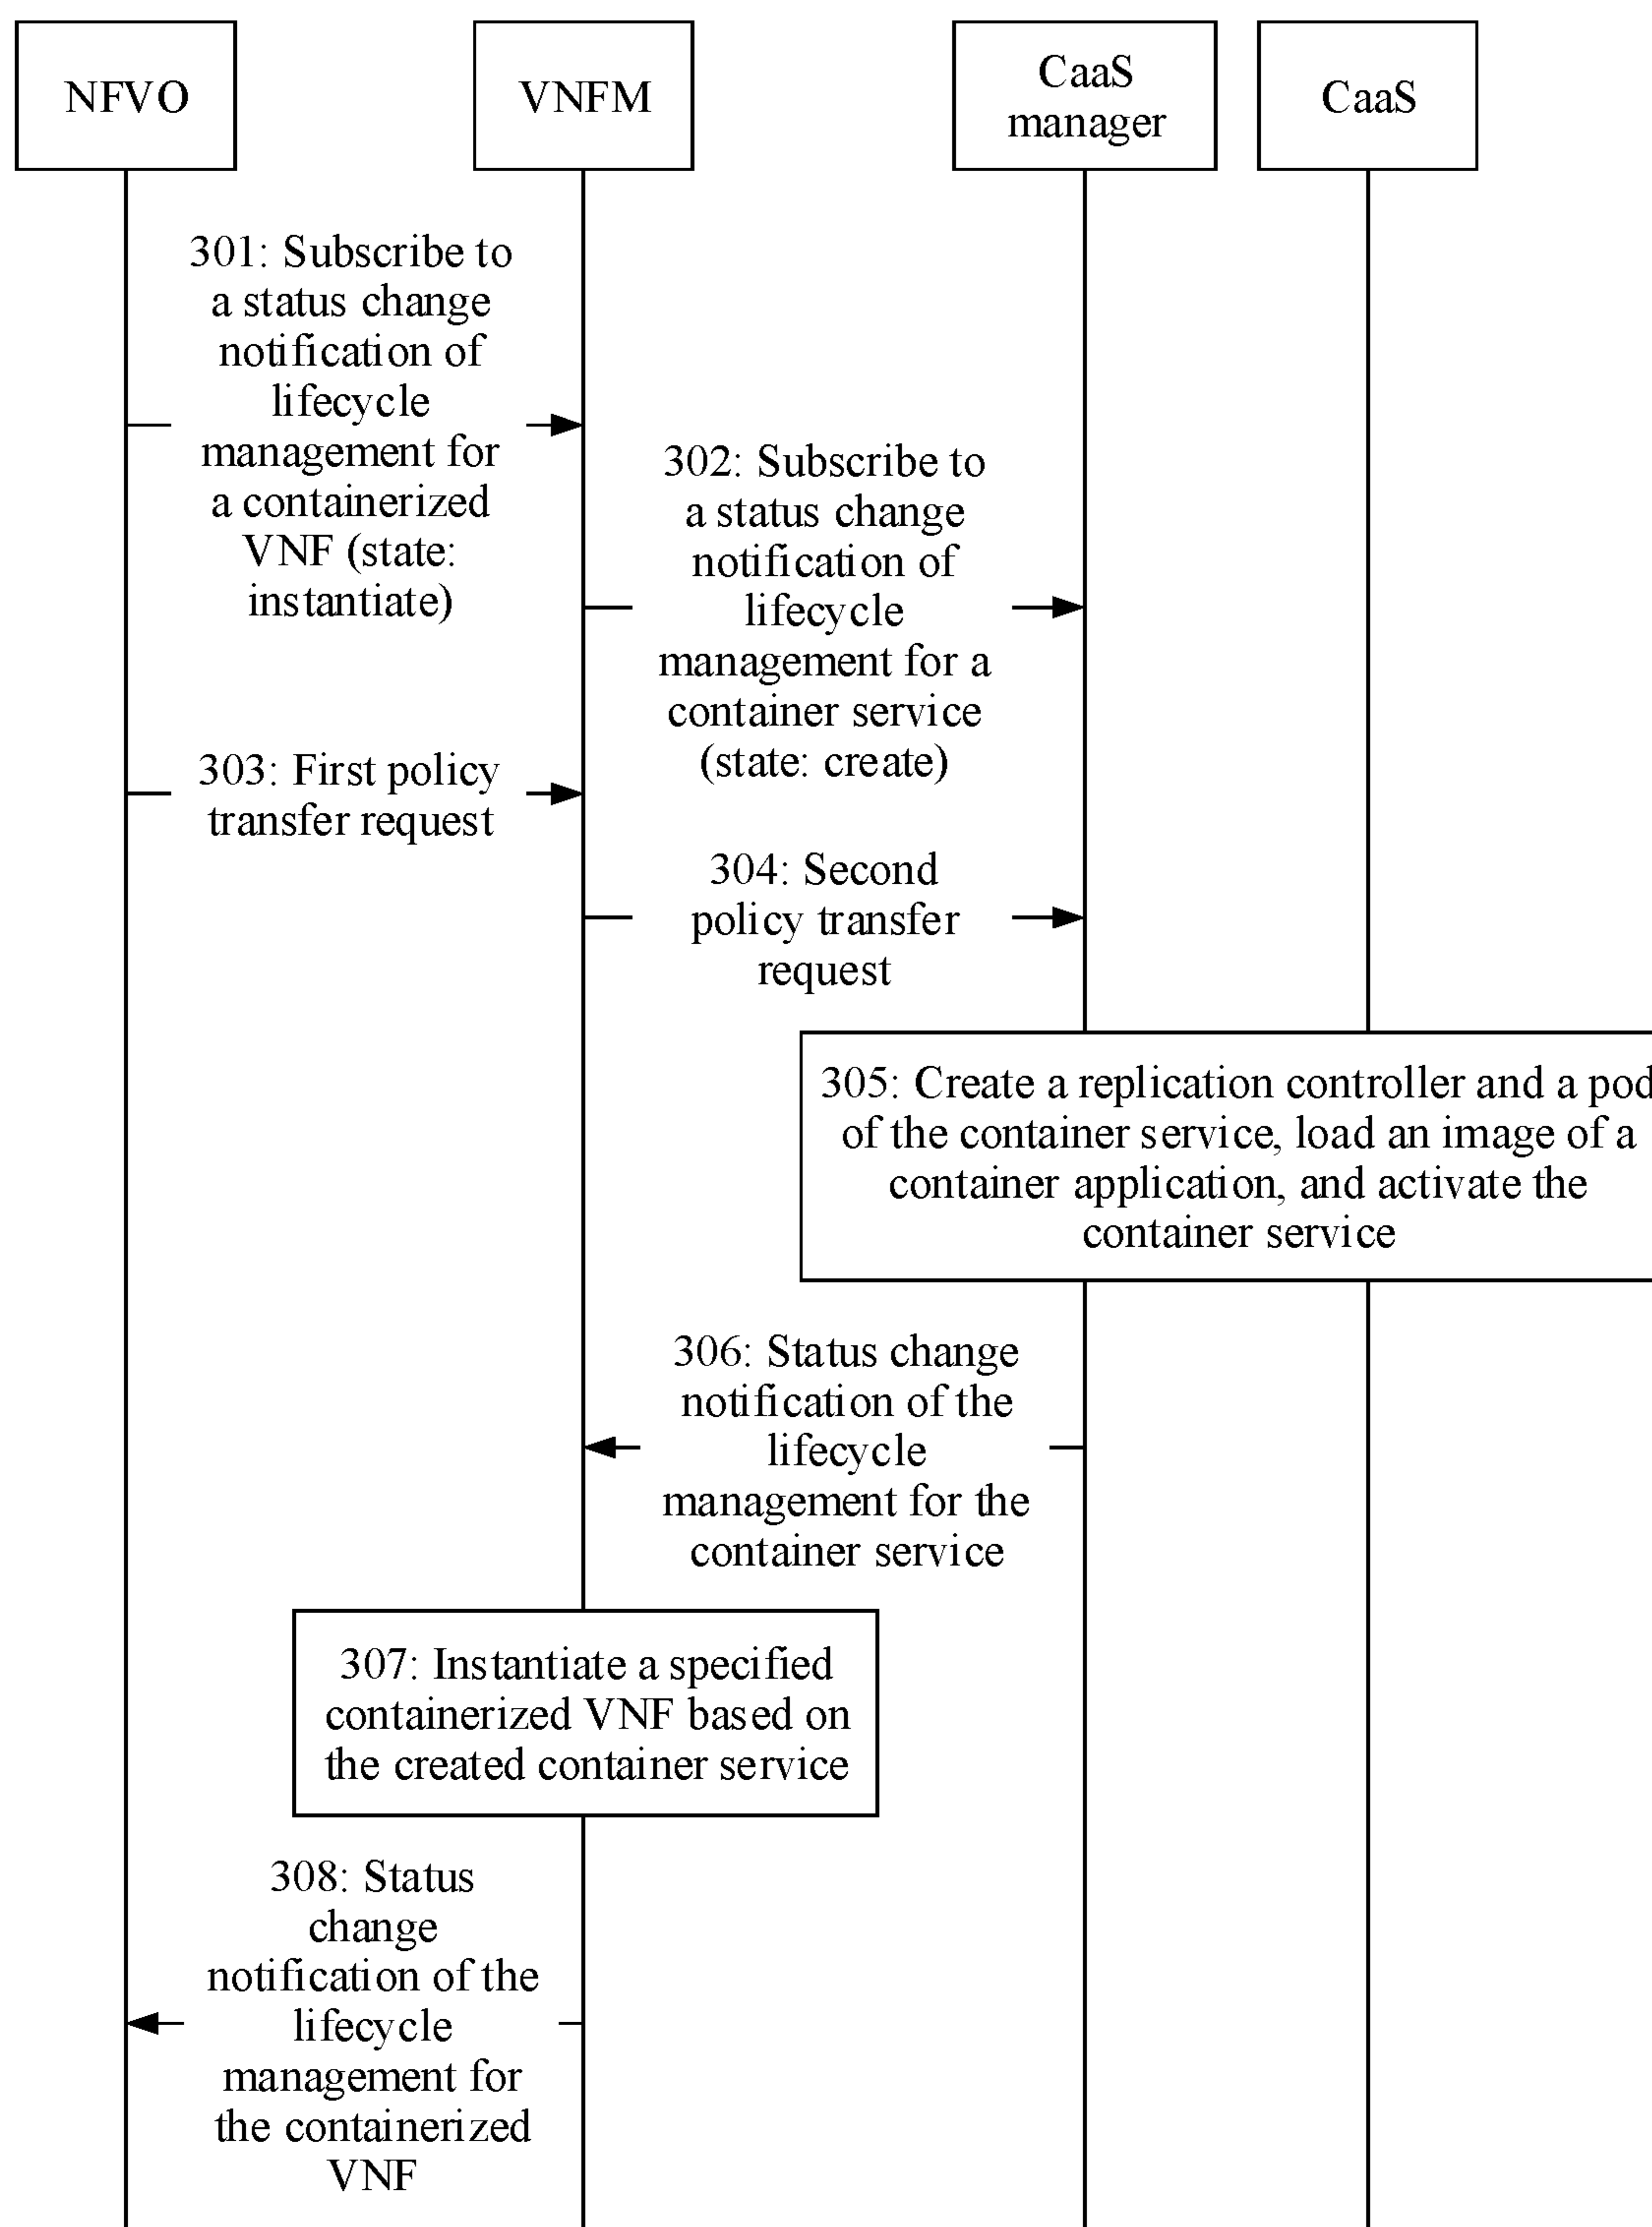 NFVO
VNFM
CaaS
manager
CaaS
301: Subscribe to
a status change
notification of
lifecycle
management for
a containerized
VNF (state:
instantiate)
302: Subscribe to
a status change
notification of
lifecycle
management for a
container service
(state: create)
303: First policy
transfer request
304: Second
policy transfer
request
305: Create a replication controller and a pod
of the container service, load an image of a
container application, and activate the
container service
306: Status change
notification of the
lifecycle
management for the
container service
307: Instantiate a specified
containerized VNF based on
the created container service
308: Status
change
notification of the
lifecycle
management for
the containerized
VNF